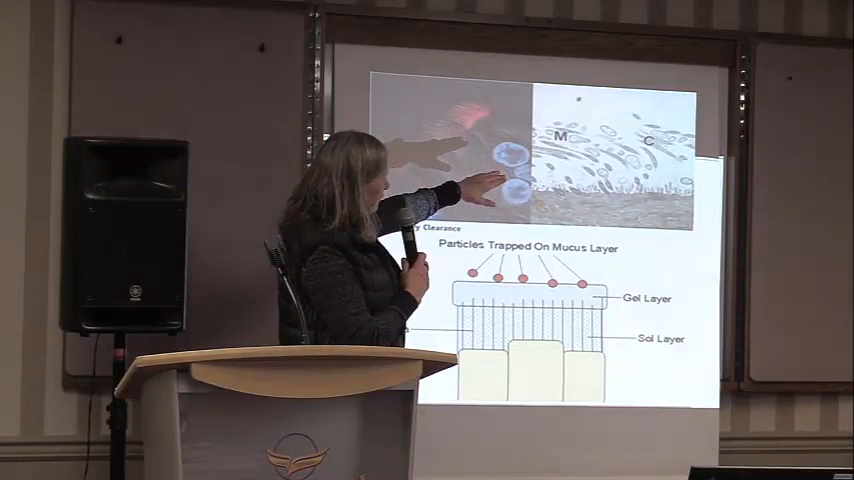 M
C
y Clearance
Particles Trapped On Mucus Layer
Gel Layer
Sol Layer